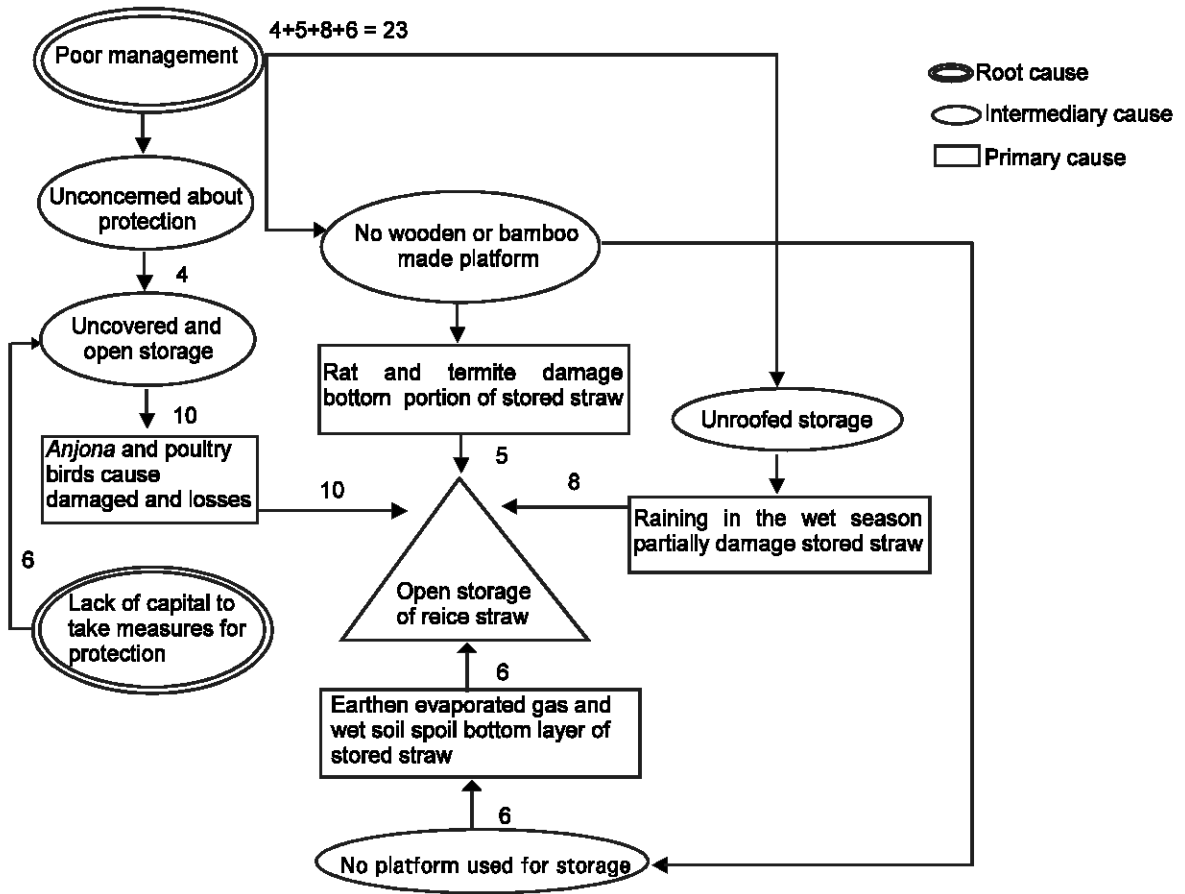 4+5+8+6 = 23
Poor management
Root cause
Intermediary cause
Primary cause
Unconcerned about
protection
4
No wooden or bamboo
made platform
Uncovered and
open storage
10
Rat and termite damage
bottom portion of stored straw
5
Unroofed storage
Anjona and poultry
birds cause
damaged and losses
10
8
Raining in the wet season
partially damage stored straw
6
Open storage
of reice straw
Lack of capital to
take measures for
protection
6
Earthen evaporated gas and
wet soil spoil bottom layer of
stored straw
6
No platform used for storage